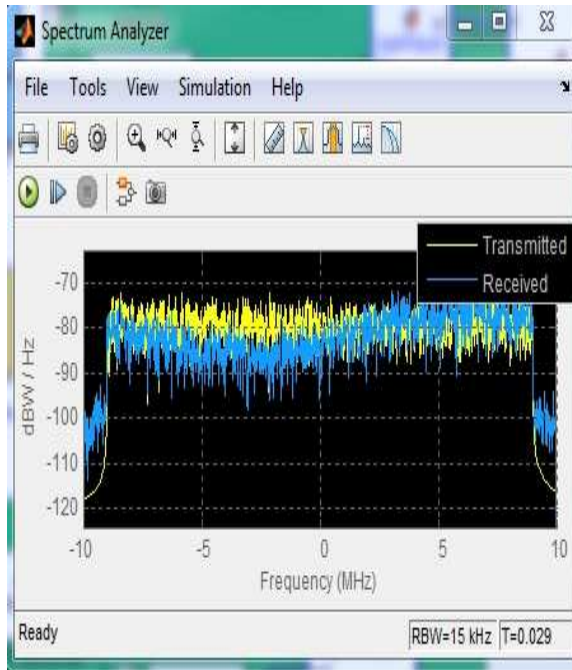 Spectrum Analyzer
File Tools View Simulation Help
Transmitted
Received
dBW / Hz
-70
-80
-90
-100
-110
-120
-10 -5 0 5 10
Frequency (MHz)
Ready RBW=15 kHz T=0.029